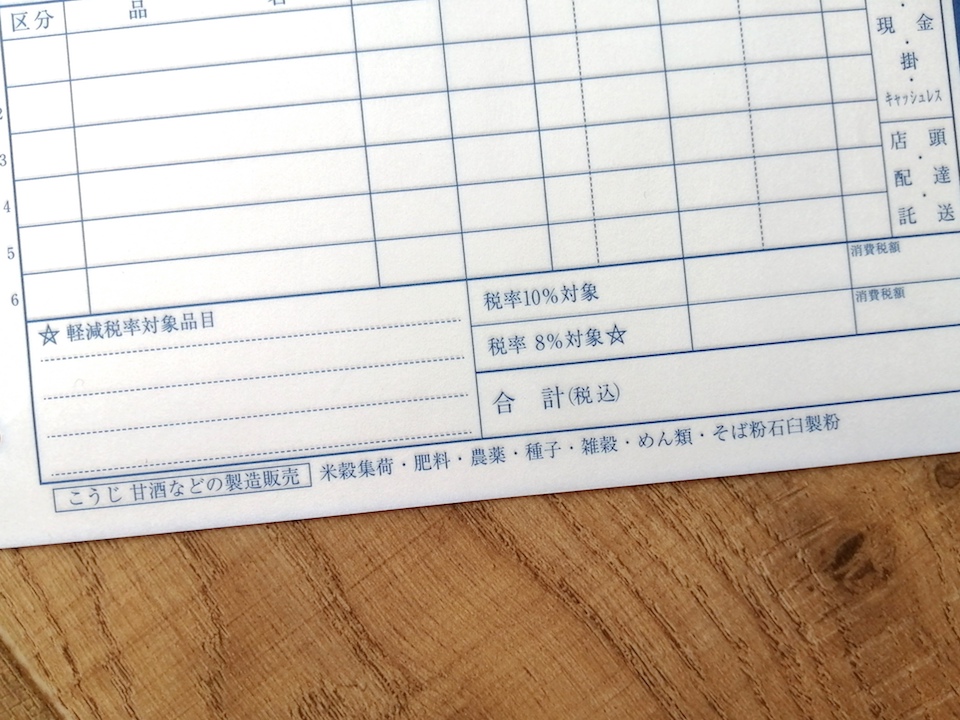 区分 品 名
現 金
・
掛
・
キャッシュレス
店 頭
・
配 達
・
託 送
2
3
4
5
6
消費税額
税率10%対象
消費税額
税率 8%対象☆
☆ 軽減税率対象品目
合 計(税込)
こうじ 甘酒などの製造販売 米穀集荷・肥料・農薬・種子・雑穀・めん類・そば粉石臼製粉